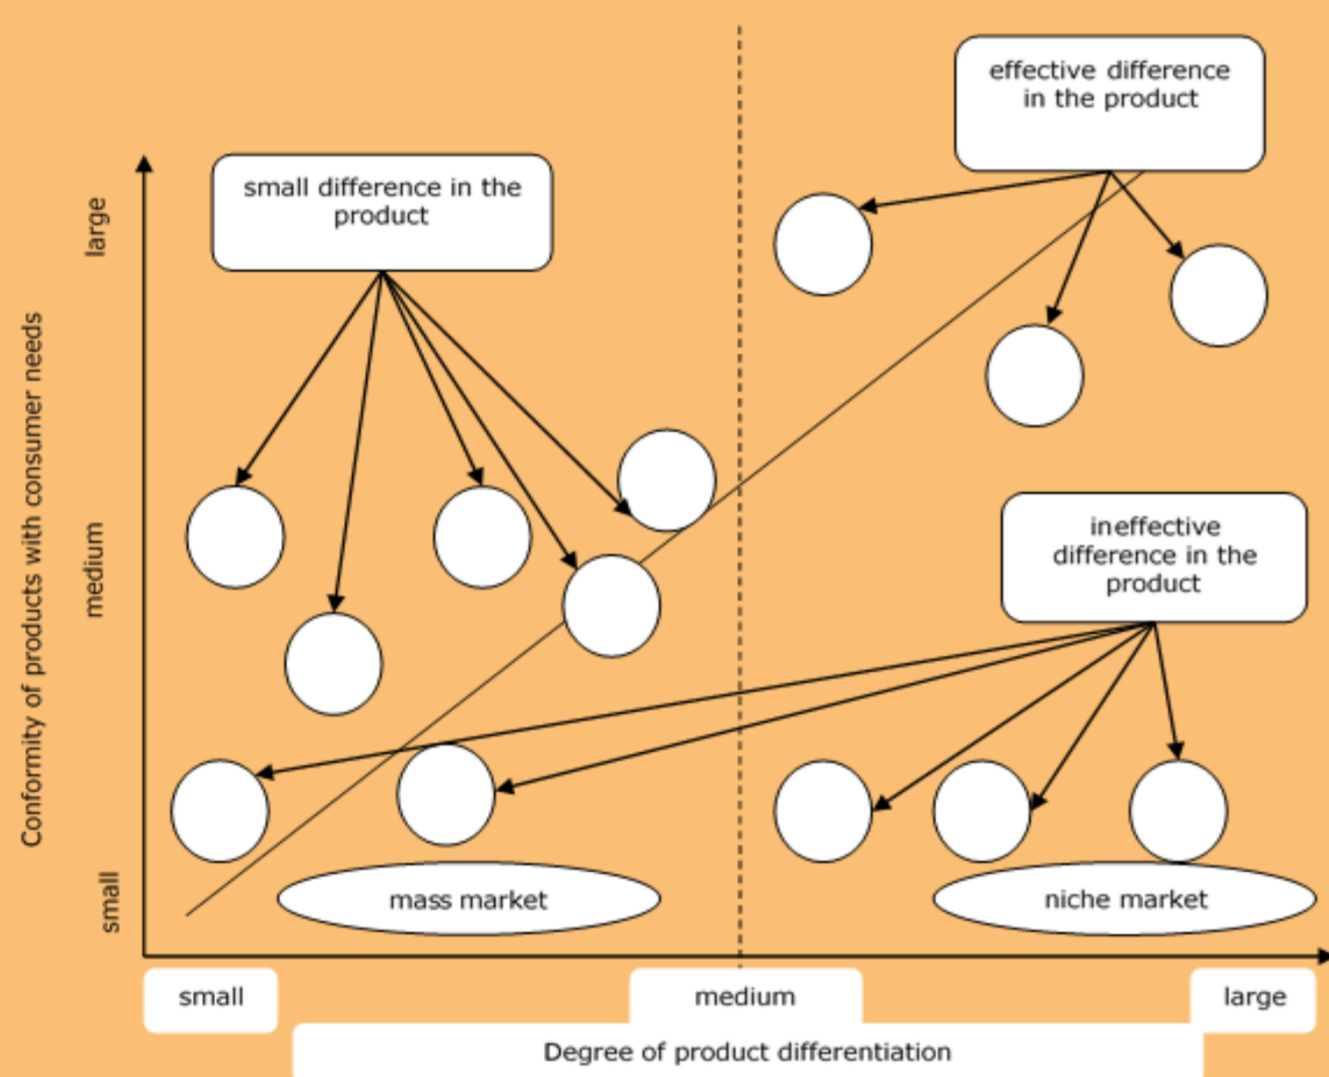 effective difference
in the product
small difference in the
product
large
Conformity of products with consumer needs
medium
ineffective
difference in the
product
small
mass market
niche market
small
medium
large
Degree of product differentiation